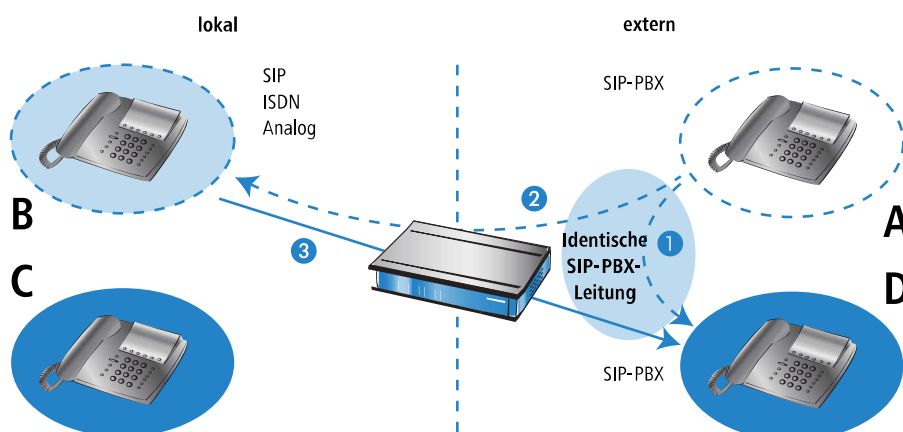 lokal
extern
SIP
ISDN
Analog
SIP-PBX
B
A
2
1
3
Identische
SIP-PBX-
Leitung
C
D
SIP-PBX